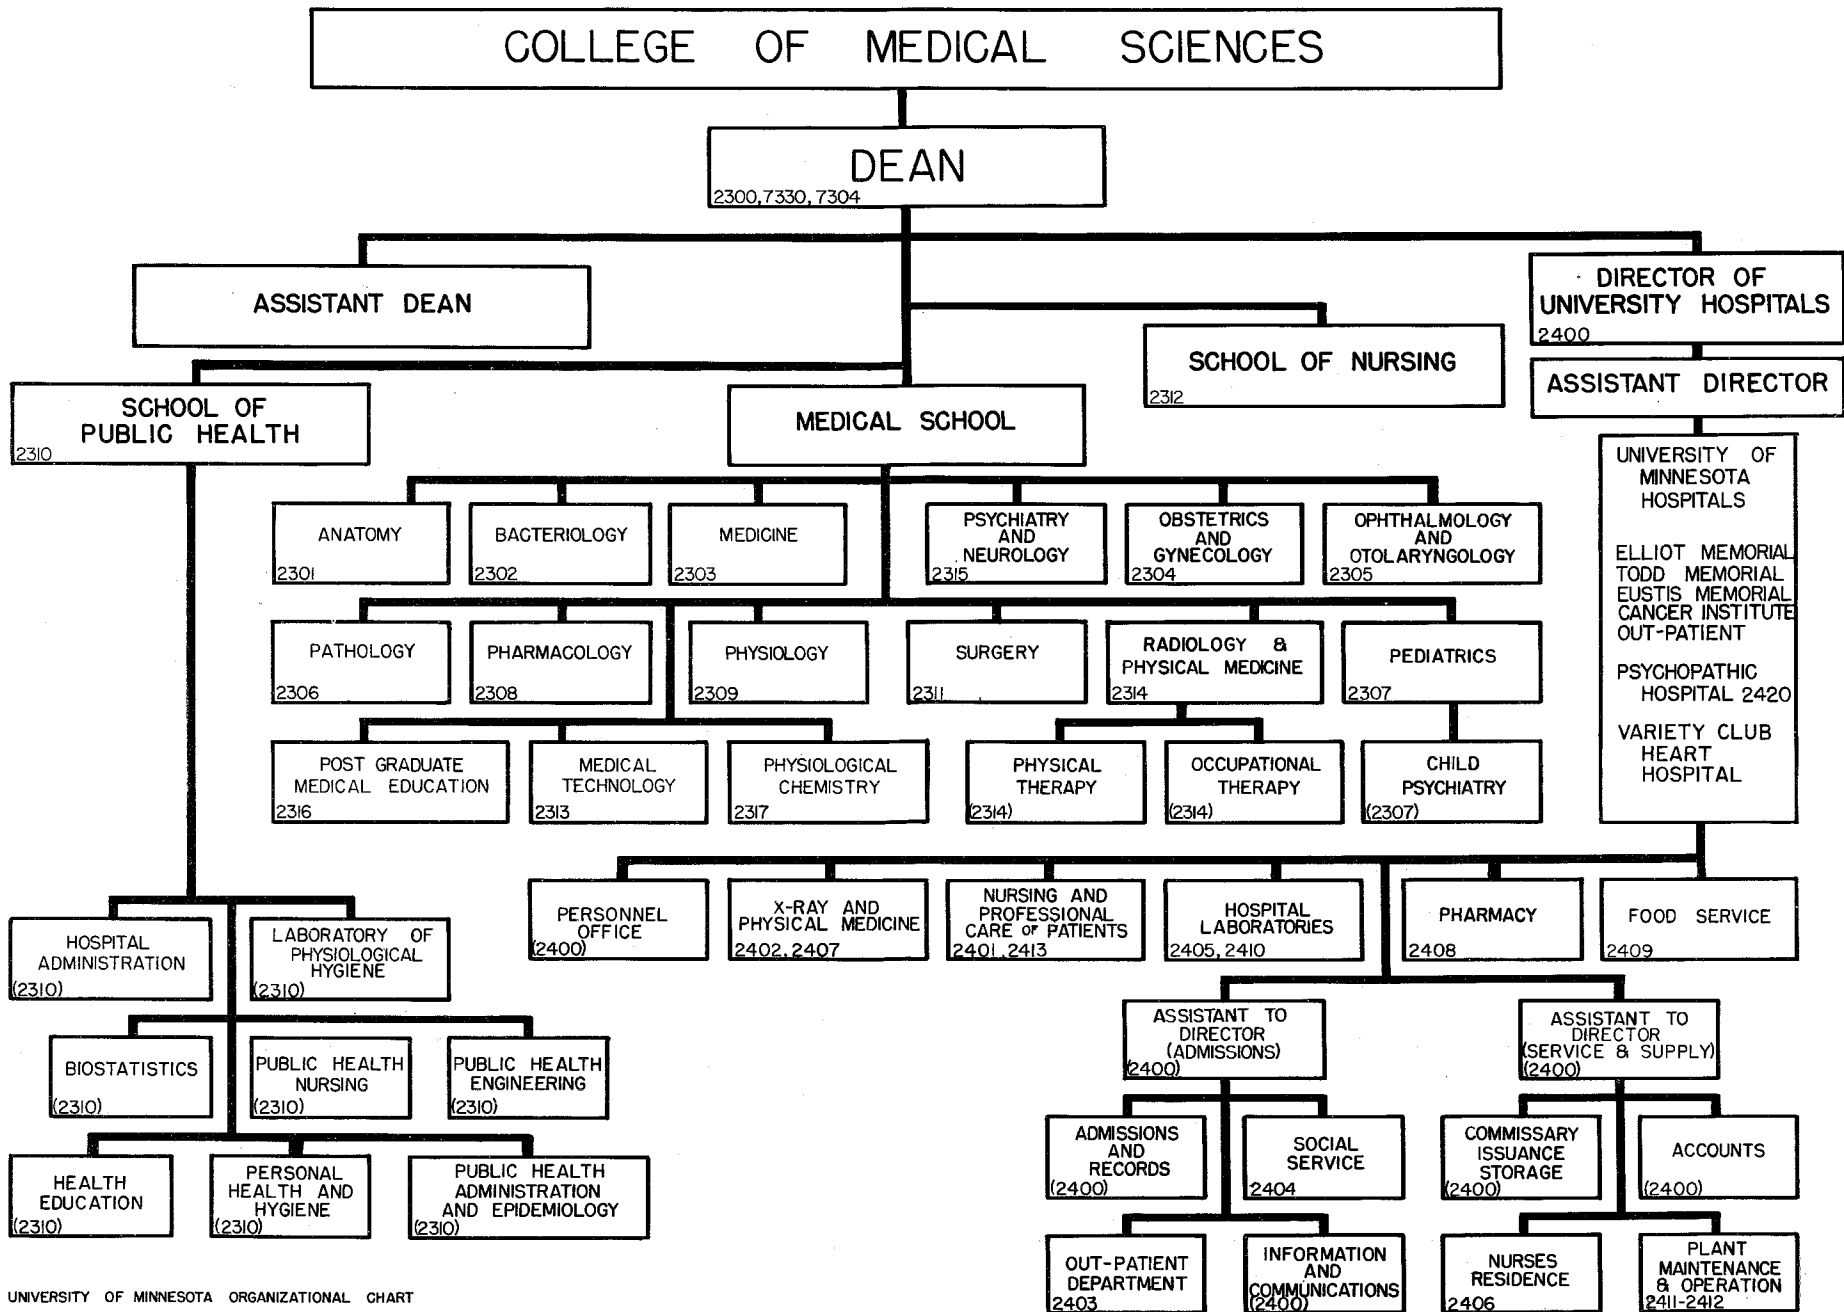 COLLEGE OF MEDICAL SCIENCES
DEAN
2300, 7330, 7304
ASSISTANT DEAN
DIRECTOR OF
UNIVERSITY HOSPITALS
2400
SCHOOL OF NURSING
2312
ASSISTANT DIRECTOR
SCHOOL OF
PUBLIC HEALTH
2310
MEDICAL SCHOOL
UNIVERSITY OF
MINNESOTA
HOSPITALS
ELLIOT MEMORIAL
TODD MEMORIAL
EUSTIS MEMORIAL
CANCER INSTITUTE
OUT-PATIENT
PSYCHOPATHIC
HOSPITAL 2420
VARIETY CLUB
HEART
HOSPITAL
ANATOMY
2301
BACTERIOLOGY
2302
MEDICINE
2303
PSYCHIATRY
AND
NEUROLOGY
2315
OBSTETRICS
AND
GYNECOLOGY
2304
OPHTHALMOLOGY
AND
OTOLARYNGOLOGY
2305
PATHOLOGY
2306
PHARMACOLOGY
2308
PHYSIOLOGY
2309
SURGERY
2311
RADIOLOGY &
PHYSICAL MEDICINE
2314
PEDIATRICS
2307
POST GRADUATE
MEDICAL EDUCATION
2316
MEDICAL
TECHNOLOGY
2313
PHYSIOLOGICAL
CHEMISTRY
2317
PHYSICAL
THERAPY
(2314)
OCCUPATIONAL
THERAPY
(2314)
CHILD
PSYCHIATRY
(2307)
PERSONNEL
OFFICE
(2400)
X-RAY AND
PHYSICAL MEDICINE
2402, 2407
NURSING AND
PROFESSIONAL
CARE OF PATIENTS
2401, 2413
HOSPITAL
LABORATORIES
2405, 2410
PHARMACY
2408
FOOD SERVICE
2409
HOSPITAL
ADMINISTRATION
(2310)
LABORATORY OF
PHYSIOLOGICAL
HYGIENE
(2310)
BIOSTATISTICS
(2310)
PUBLIC HEALTH
NURSING
(2310)
PUBLIC HEALTH
ENGINEERING
(2310)
HEALTH
EDUCATION
(2310)
PERSONAL
HEALTH AND
HYGIENE
(2310)
PUBLIC HEALTH
ADMINISTRATION
AND EPIDEMIOLOGY
(2310)
ASSISTANT TO
DIRECTOR
(ADMISSIONS)
(2400)
ASSISTANT TO
DIRECTOR
(SERVICE & SUPPLY)
(2400)
ADMISSIONS
AND
RECORDS
(2400)
SOCIAL
SERVICE
2404
COMMISSARY
ISSUANCE
STORAGE
(2400)
ACCOUNTS
(2400)
OUT-PATIENT
DEPARTMENT
2403
INFORMATION
AND
COMMUNICATIONS
(2400)
NURSES
RESIDENCE
2406
PLANT
MAINTENANCE
& OPERATION
2411-2412
UNIVERSITY OF MINNESOTA ORGANIZATIONAL CHART